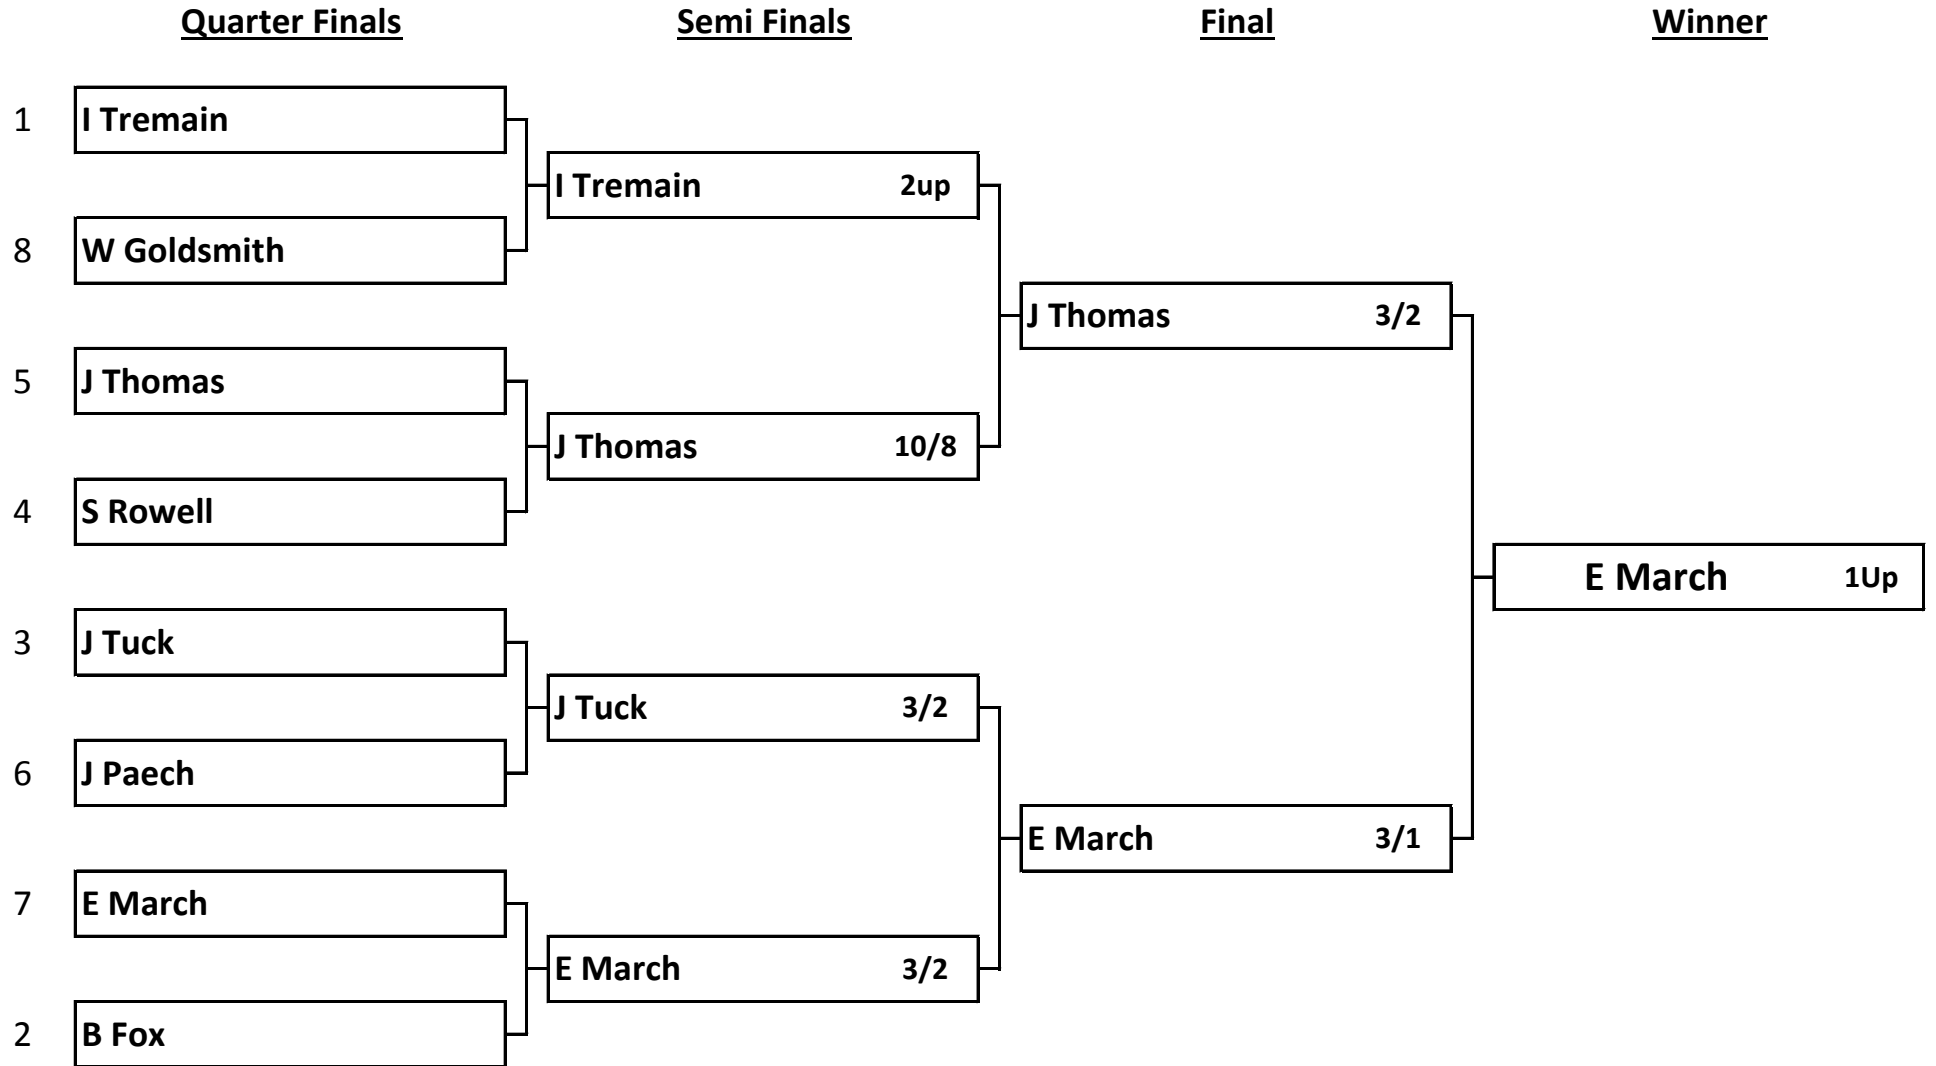 Quarter Finals Semi Finals Final Winner
1 I Tremain
I Tremain 2up
8 W Goldsmith
J Thomas 3/2
5 J Thomas
J Thomas 10/8
4 S Rowell
E March 1Up
3 J Tuck
J Tuck 3/2
6 J Paech
E March 3/1
7 E March
E March 3/2
2 B Fox